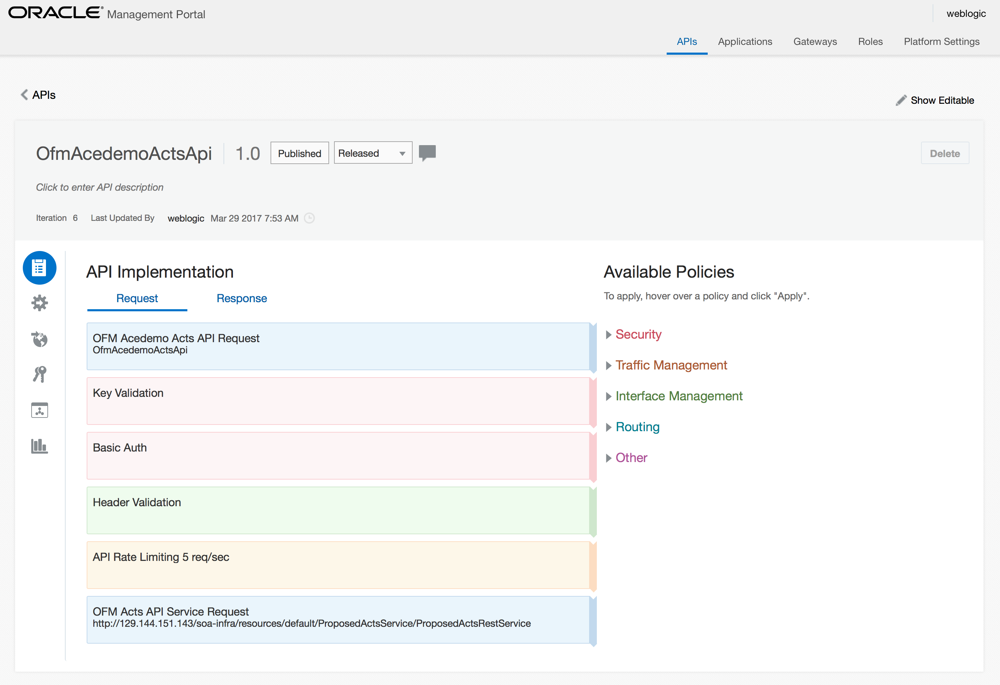 ORACLE® Management Portal
weblogic
APIs Applications Gateways Roles Platform Settings
APIs
Show Editable
OfmAcedemoActsApi 1.0 Published Released Delete
Click to enter API description
Iteration 6 Last Updated By weblogic Mar 29 2017 7:53 AM
API Implementation
Request Response
OFM Acedemo Acts API Request
OfmAcedemoActsApi
Key Validation
Basic Auth
Header Validation
API Rate Limiting 5 req/sec
OFM Acts API Service Request
http://129.144.151.143/soa-infra/resources/default/ProposedActsService/ProposedActsRestService
Available Policies
To apply, hover over a policy and click "Apply".
Security
Traffic Management
Interface Management
Routing
Other